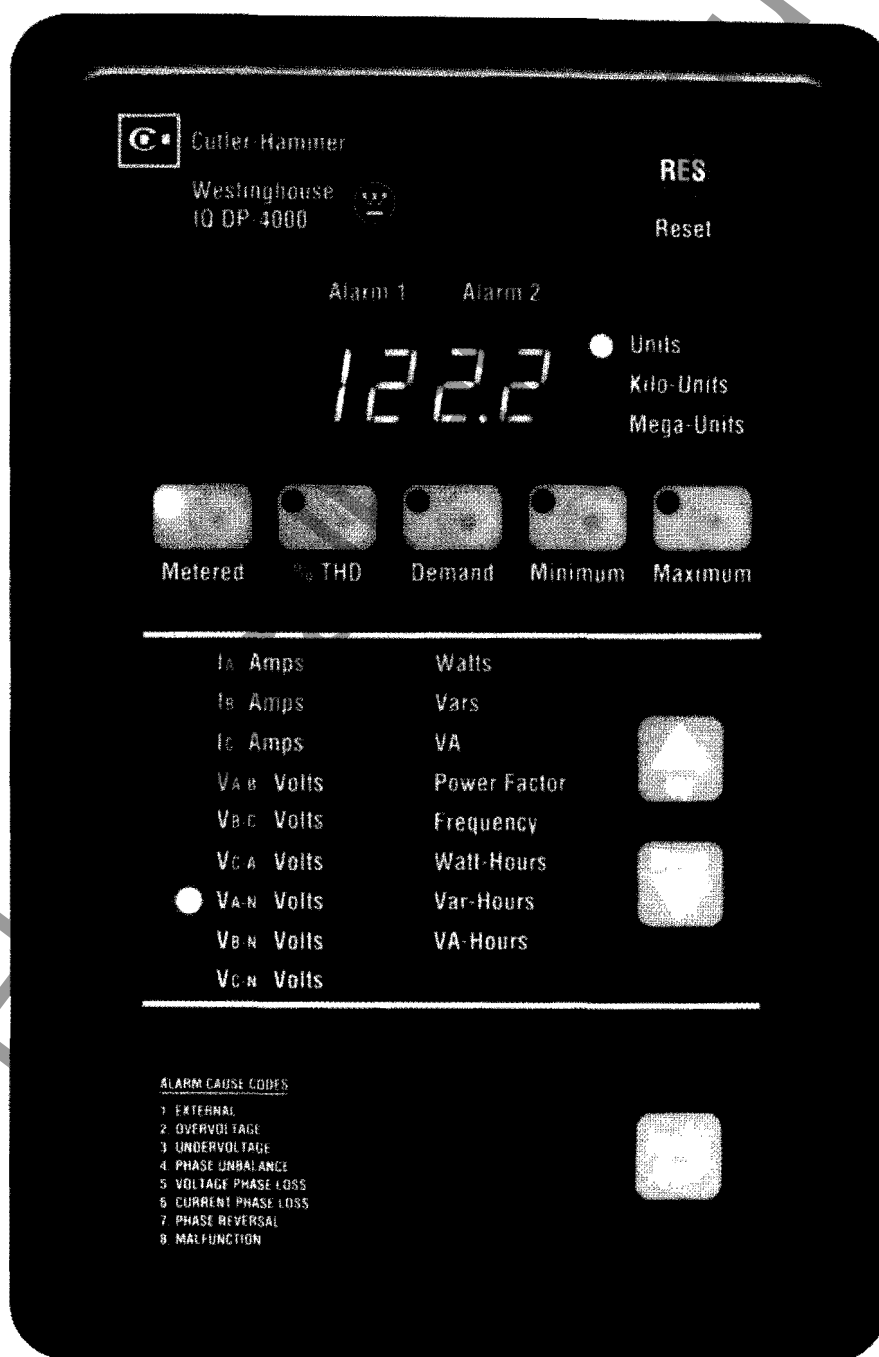 Cutler-Hammer
Westinghouse
IQ DP-4000
RES
Reset
Alarm 1 Alarm 2
122.2
Units
Kilo-Units
Mega-Units
Metered % THD Demand Minimum Maximum
IA Amps
IB Amps
IC Amps
VA-B Volts
VB-C Volts
VC-A Volts
VA-N Volts
VB-N Volts
VC-N Volts
Watts
Vars
VA
Power Factor
Frequency
Watt-Hours
Var-Hours
VA-Hours
ALARM CAUSE CODES
1 EXTERNAL
2 OVERVOLTAGE
3 UNDERVOLTAGE
4 PHASE UNBALANCE
5 VOLTAGE PHASE LOSS
6 CURRENT PHASE LOSS
7 PHASE REVERSAL
8 MALFUNCTION